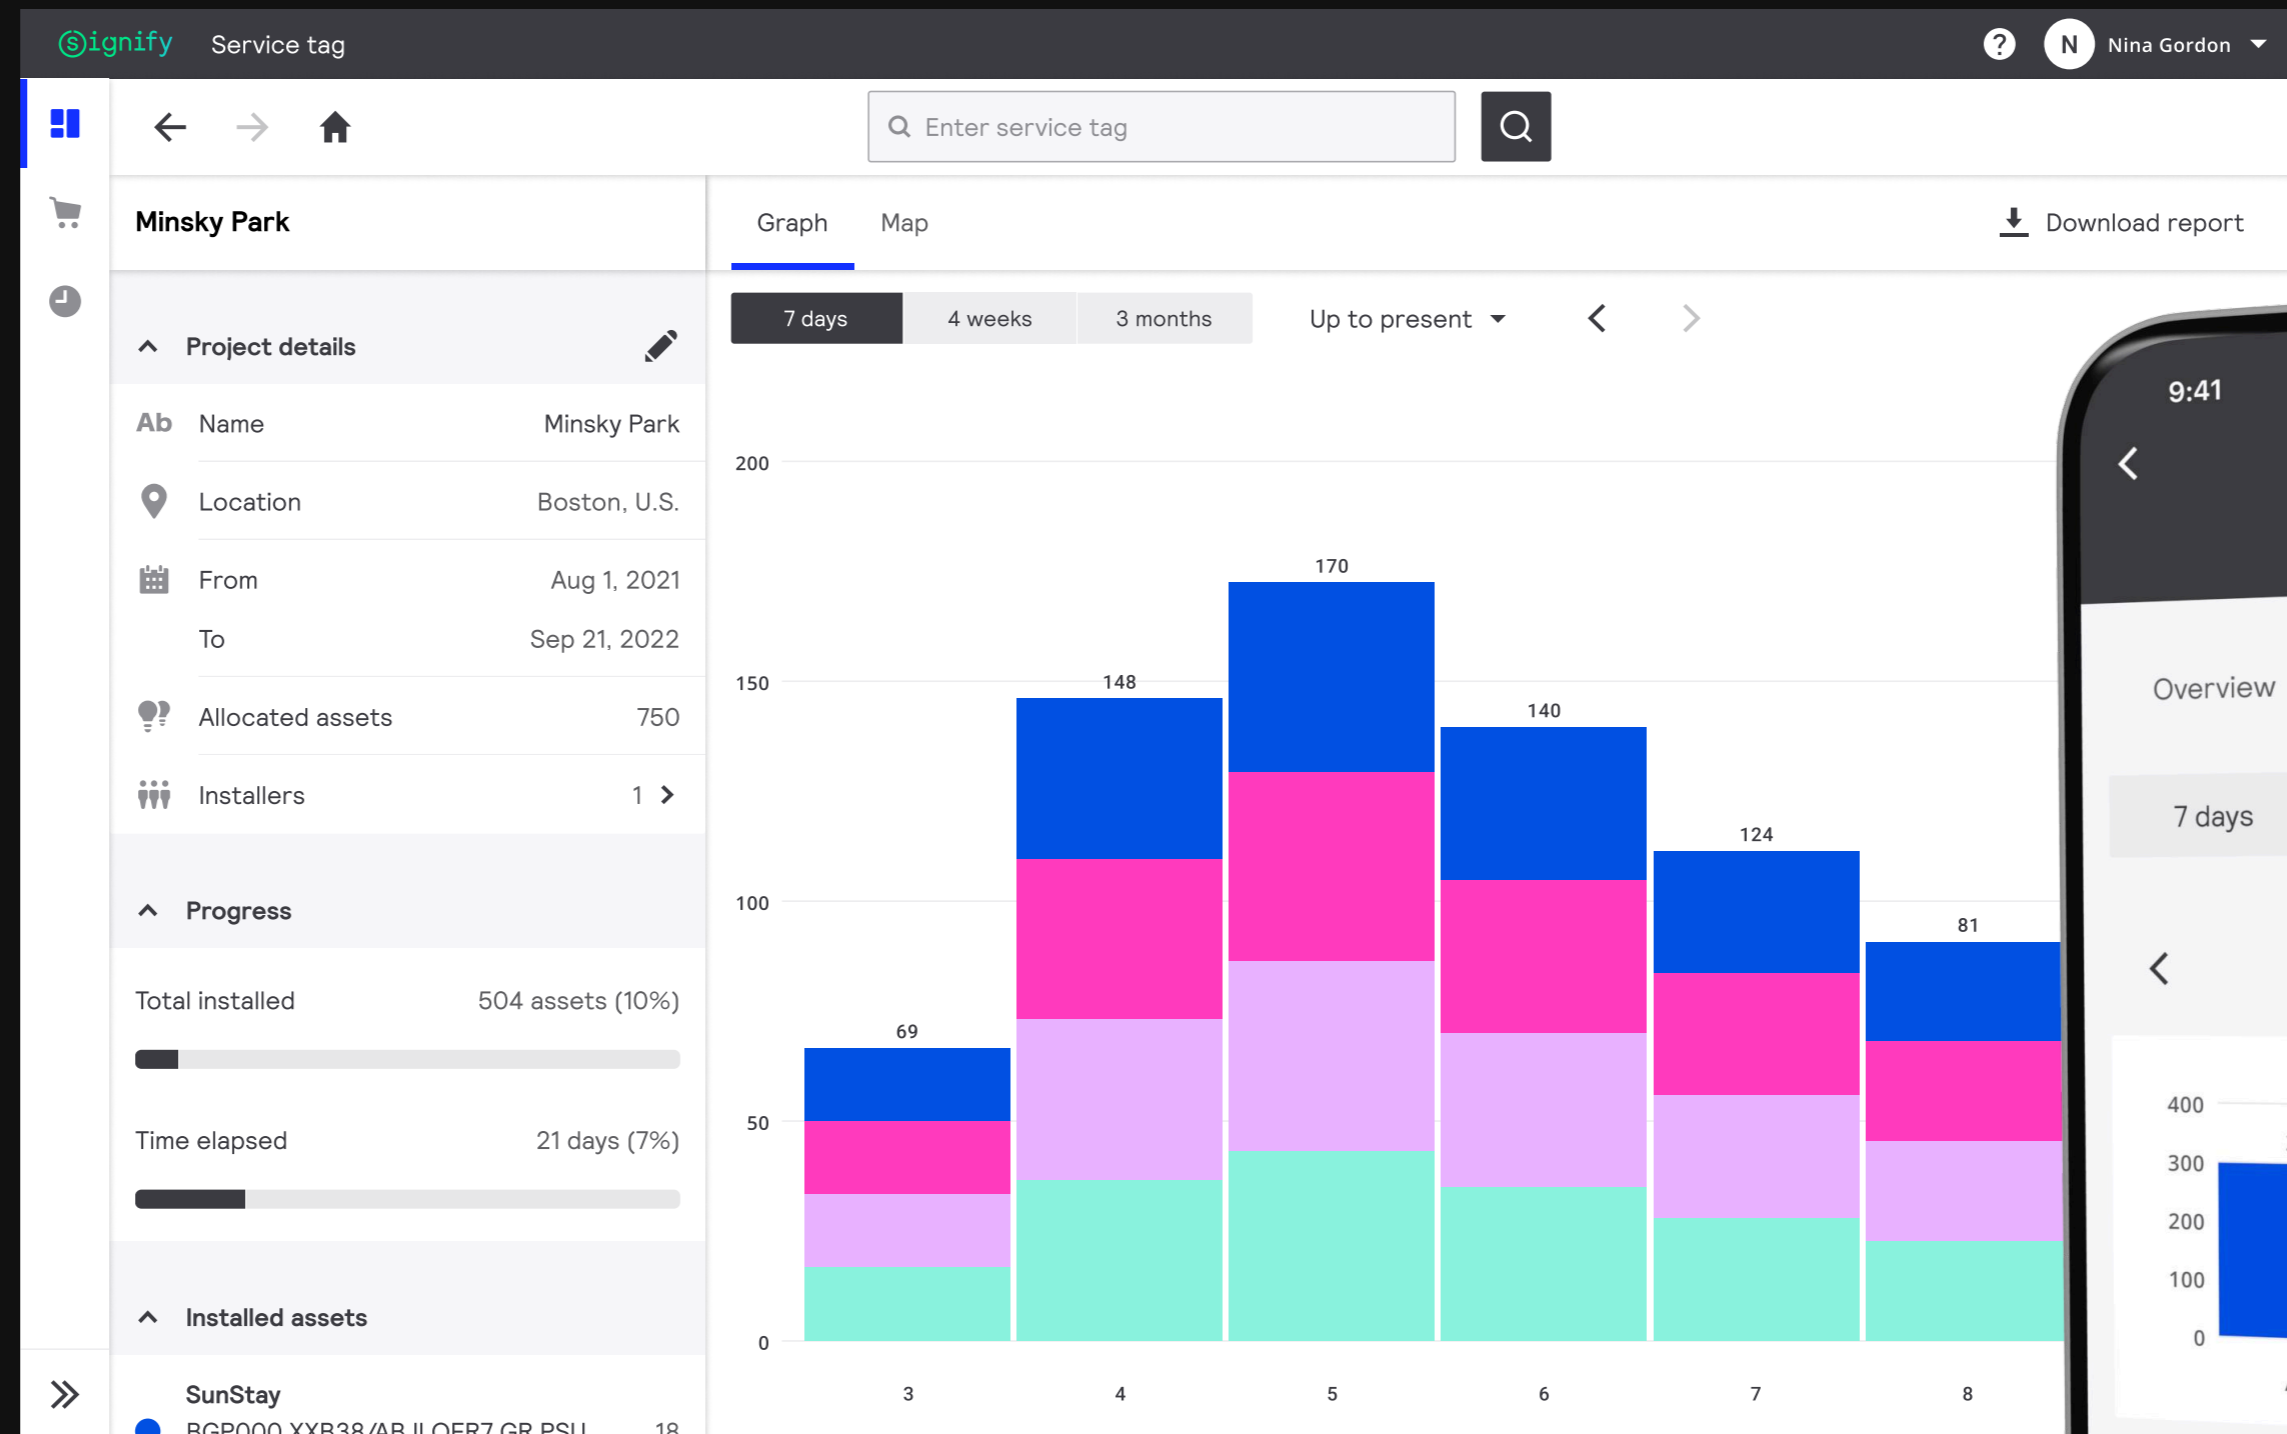 signify Service tag
? N Nina Gordon
Enter service tag
Minsky Park
Graph Map Download report
7 days 4 weeks 3 months Up to present
Project details
Ab Name Minsky Park
Location Boston, U.S.
From Aug 1, 2021
To Sep 21, 2022
Allocated assets 750
Installers 1
Progress
Total installed 504 assets (10%)
Time elapsed 21 days (7%)
Installed assets
SunStay
18
200
150
100
50
0
69
148
170
140
124
81
3 4 5 6 7 8
9:41
Overview
7 days
400
300
200
100
0